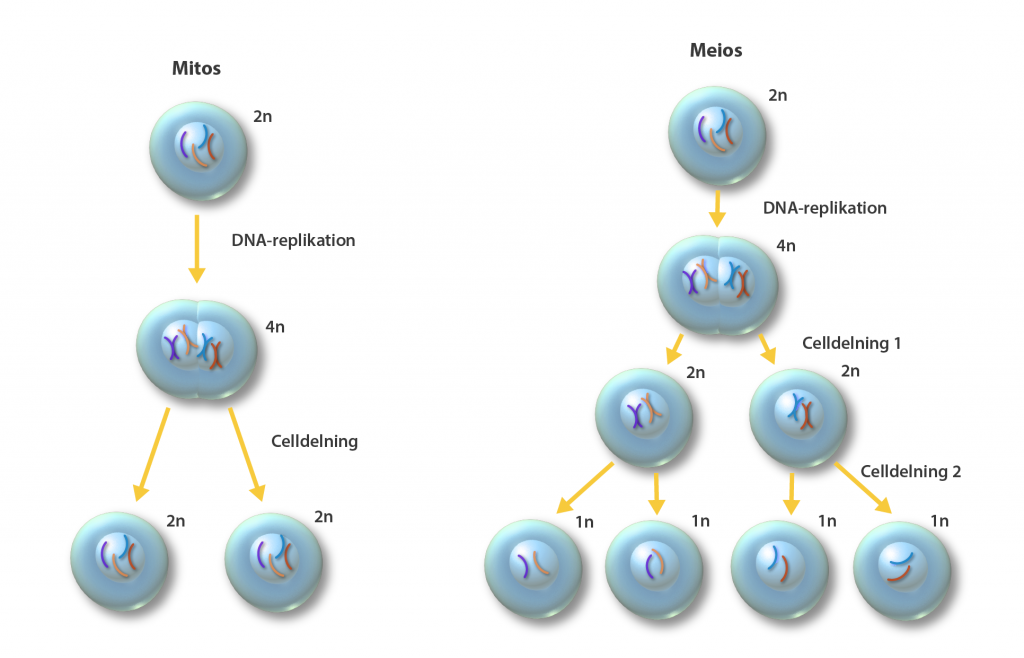 Mitos
2n
DNA-replikation
4n
Celldelning
2n
2n
Meios
2n
DNA-replikation
4n
Celldelning 1
2n
2n
Celldelning 2
1n
1n
1n
1n